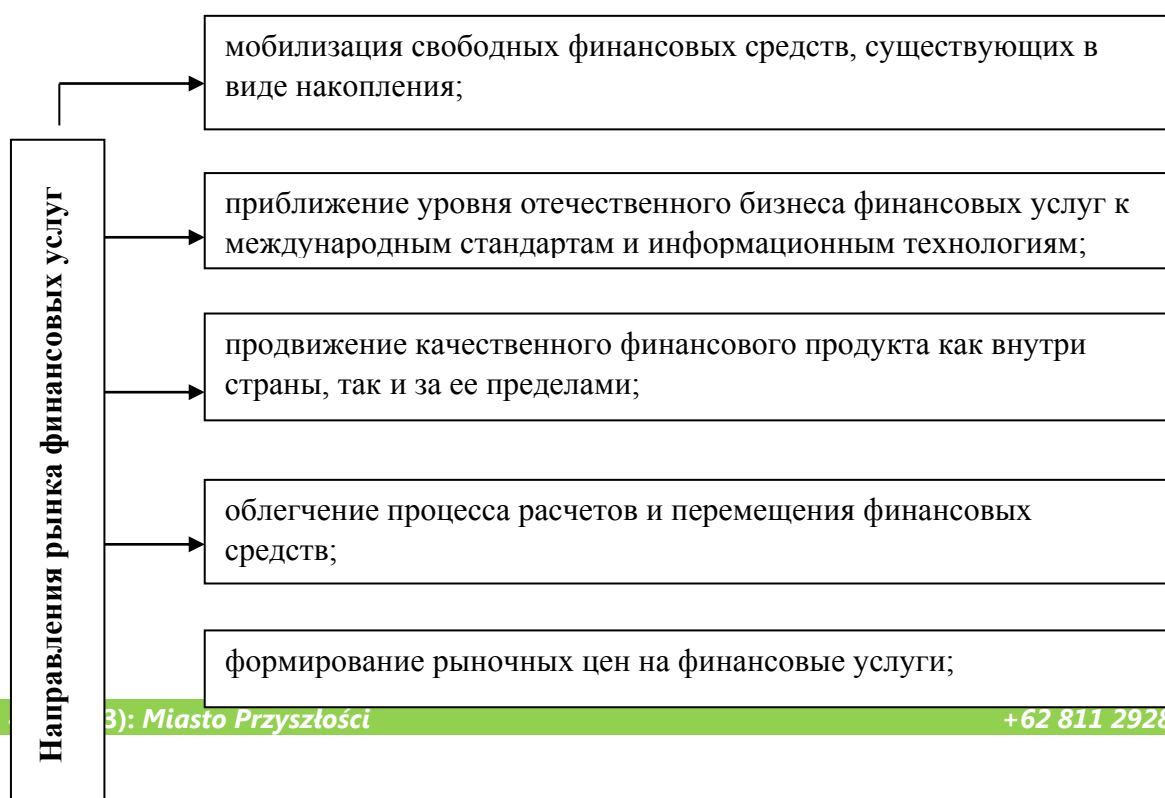 мобилизация свободных финансовых средств, существующих в
виде накопления;
Направления рынка финансовых услуг
приближение уровня отечественного бизнеса финансовых услуг к
международным стандартам и информационным технологиям;
продвижение качественного финансового продукта как внутри
страны, так и за ее пределами;
облегчение процесса расчетов и перемещения финансовых
средств;
формирование рыночных цен на финансовые услуги;
3): Miasto Przyszłości
+62 811 2928